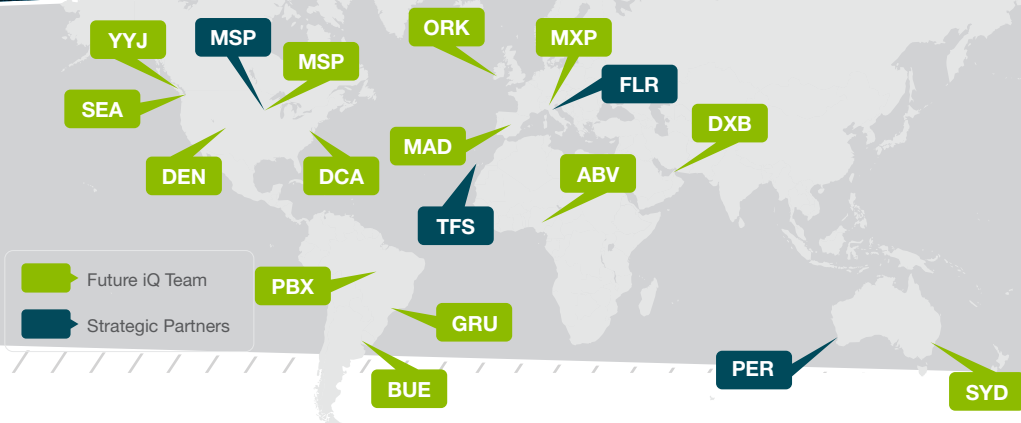 ORK
YYJ
MSP
MXP
MSP
FLR
SEA
DXB
MAD
DEN
DCA
ABV
TFS
Future iQ Team
PBX
Strategic Partners
GRU
PER
BUE
SYD